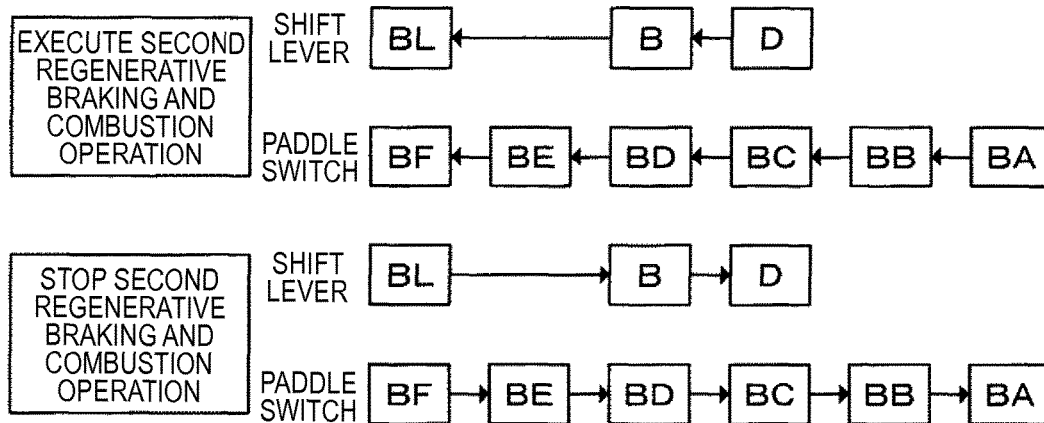 EXECUTE SECOND
REGENERATIVE
BRAKING AND
COMBUSTION
OPERATION
SHIFT
LEVER
BL B D
PADDLE
SWITCH
BF BE BD BC BB BA
STOP SECOND
REGENERATIVE
BRAKING AND
COMBUSTION
OPERATION
SHIFT
LEVER
BL B D
PADDLE
SWITCH
BF BE BD BC BB BA